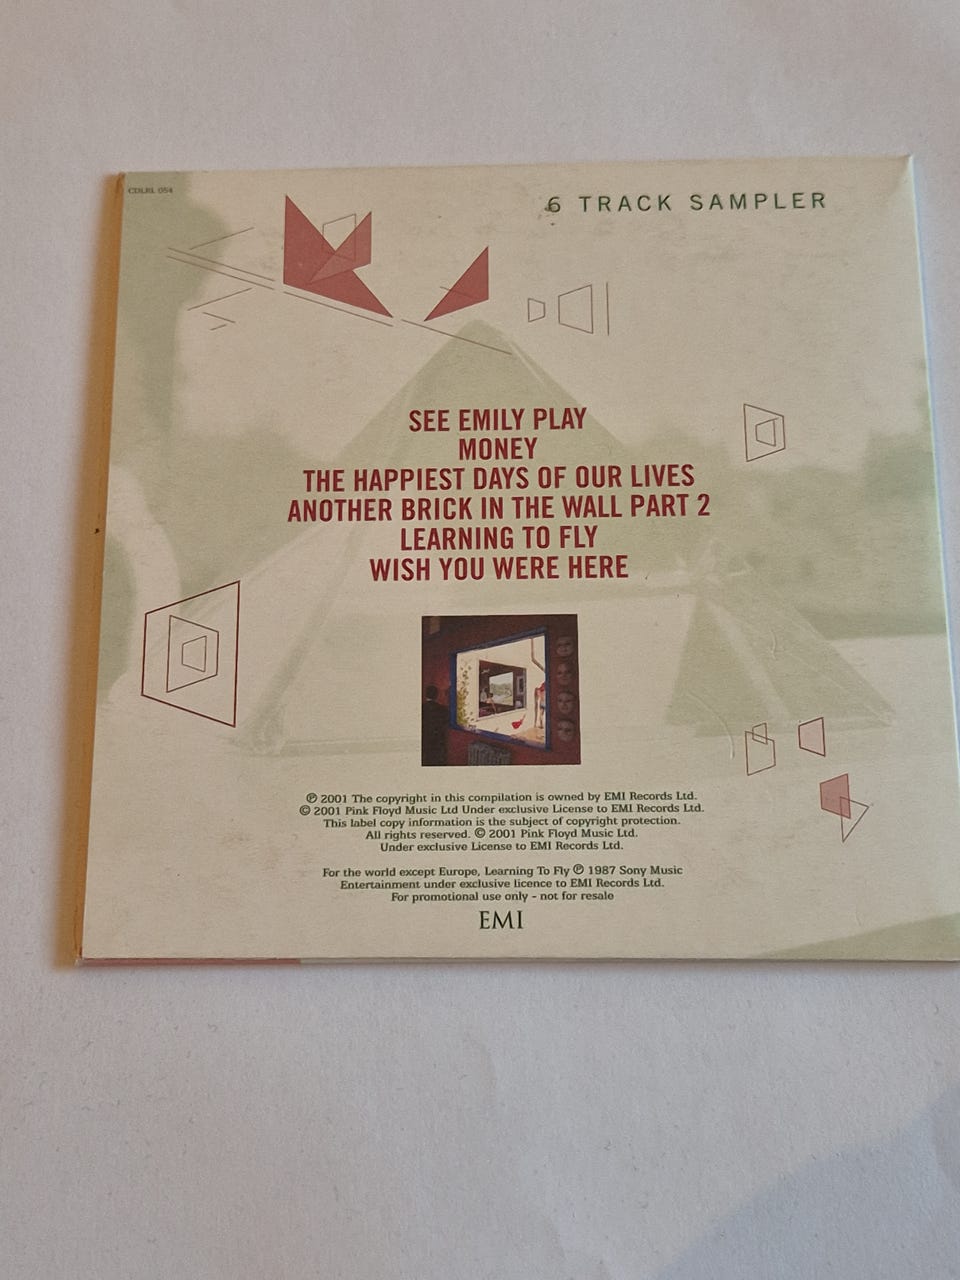 CDLRL 054
6 TRACK SAMPLER
SEE EMILY PLAY
MONEY
THE HAPPIEST DAYS OF OUR LIVES
ANOTHER BRICK IN THE WALL PART 2
LEARNING TO FLY
WISH YOU WERE HERE
℗ 2001 The copyright in this compilation is owned by EMI Records Ltd.
© 2001 Pink Floyd Music Ltd Under exclusive License to EMI Records Ltd.
This label copy information is the subject of copyright protection.
All rights reserved. © 2001 Pink Floyd Music Ltd.
Under exclusive License to EMI Records Ltd.
For the world except Europe, Learning To Fly ℗ 1987 Sony Music
Entertainment under exclusive licence to EMI Records Ltd.
For promotional use only - not for resale
EMI